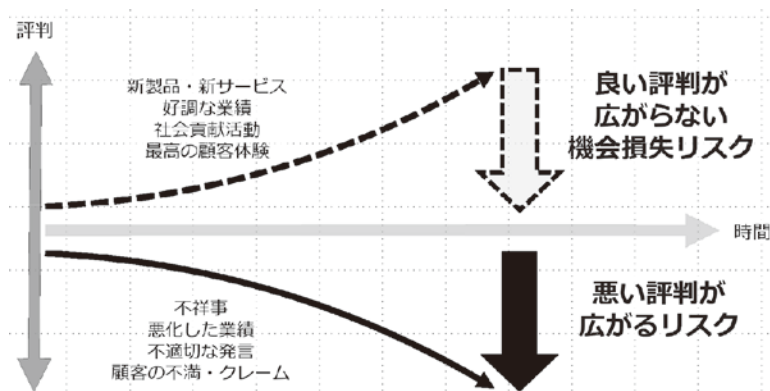 評判
新製品・新サービス
好調な業績
社会貢献活動
最高の顧客体験
良い評判が
広がらない
機会損失リスク
時間
不祥事
悪化した業績
不適切な発言
顧客の不満・クレーム
悪い評判が
広がるリスク